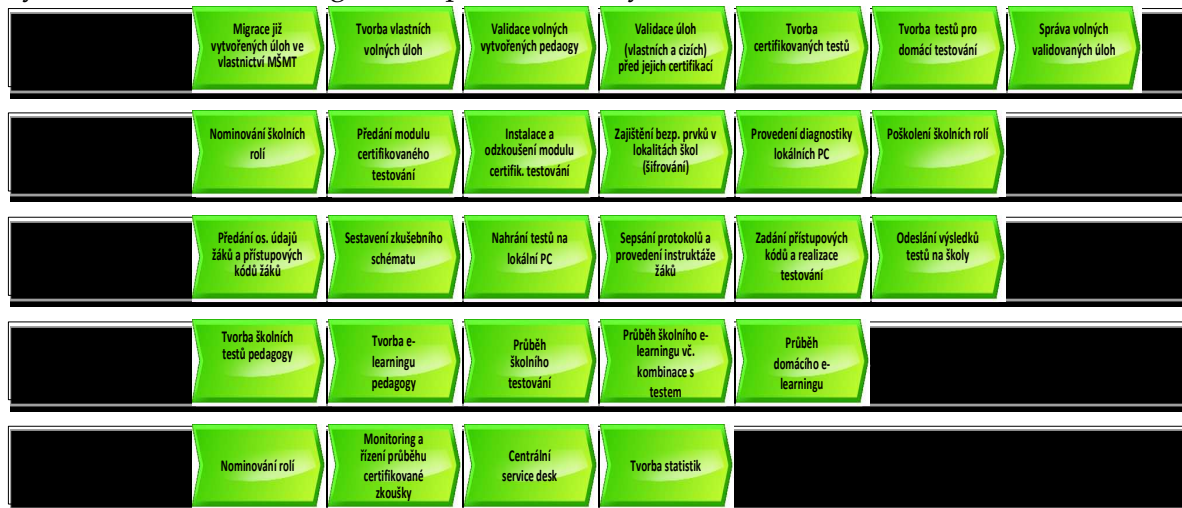 Migrace již
vytvořených úloh ve
vlastnictví MŠMT
Tvorba vlastních
volných úloh
Validace volných
vytvořených pedaogy
Validace úloh
(vlastních a cizích)
před jejich certifikací
Tvorba
certifikovaných testů
Tvorba testů pro
domácí testování
Správa volných
validovaných úloh
Nominování školních
rolí
Předání modulu
certifikovaného
testování
Instalace a
odzkoušení modulu
certifik. testování
Zajištění bezp. prvků v
lokalitách škol
(šifrování)
Provedení diagnostiky
lokálních PC
Poškolení školních rolí
Předání os. údajů
žáků a přístupových
kódů žáků
Sestavení zkušebního
schématu
Nahrání testů na
lokální PC
Sepsání protokolů a
provedení instruktáže
žáků
Zadání přístupových
kódů a realizace
testování
Odeslání výsledků
testů na školy
Tvorba školních
testů pedagogy
Tvorba e-
learningu
pedagogy
Průběh
školního
testování
Průběh školního e-
learningu vč.
kombinace s
testem
Průběh
domácího e-
learningu
Nominování rolí
Monitoring a
řízení průběhu
certifikované
zkoušky
Centrální
service desk
Tvorba statistik